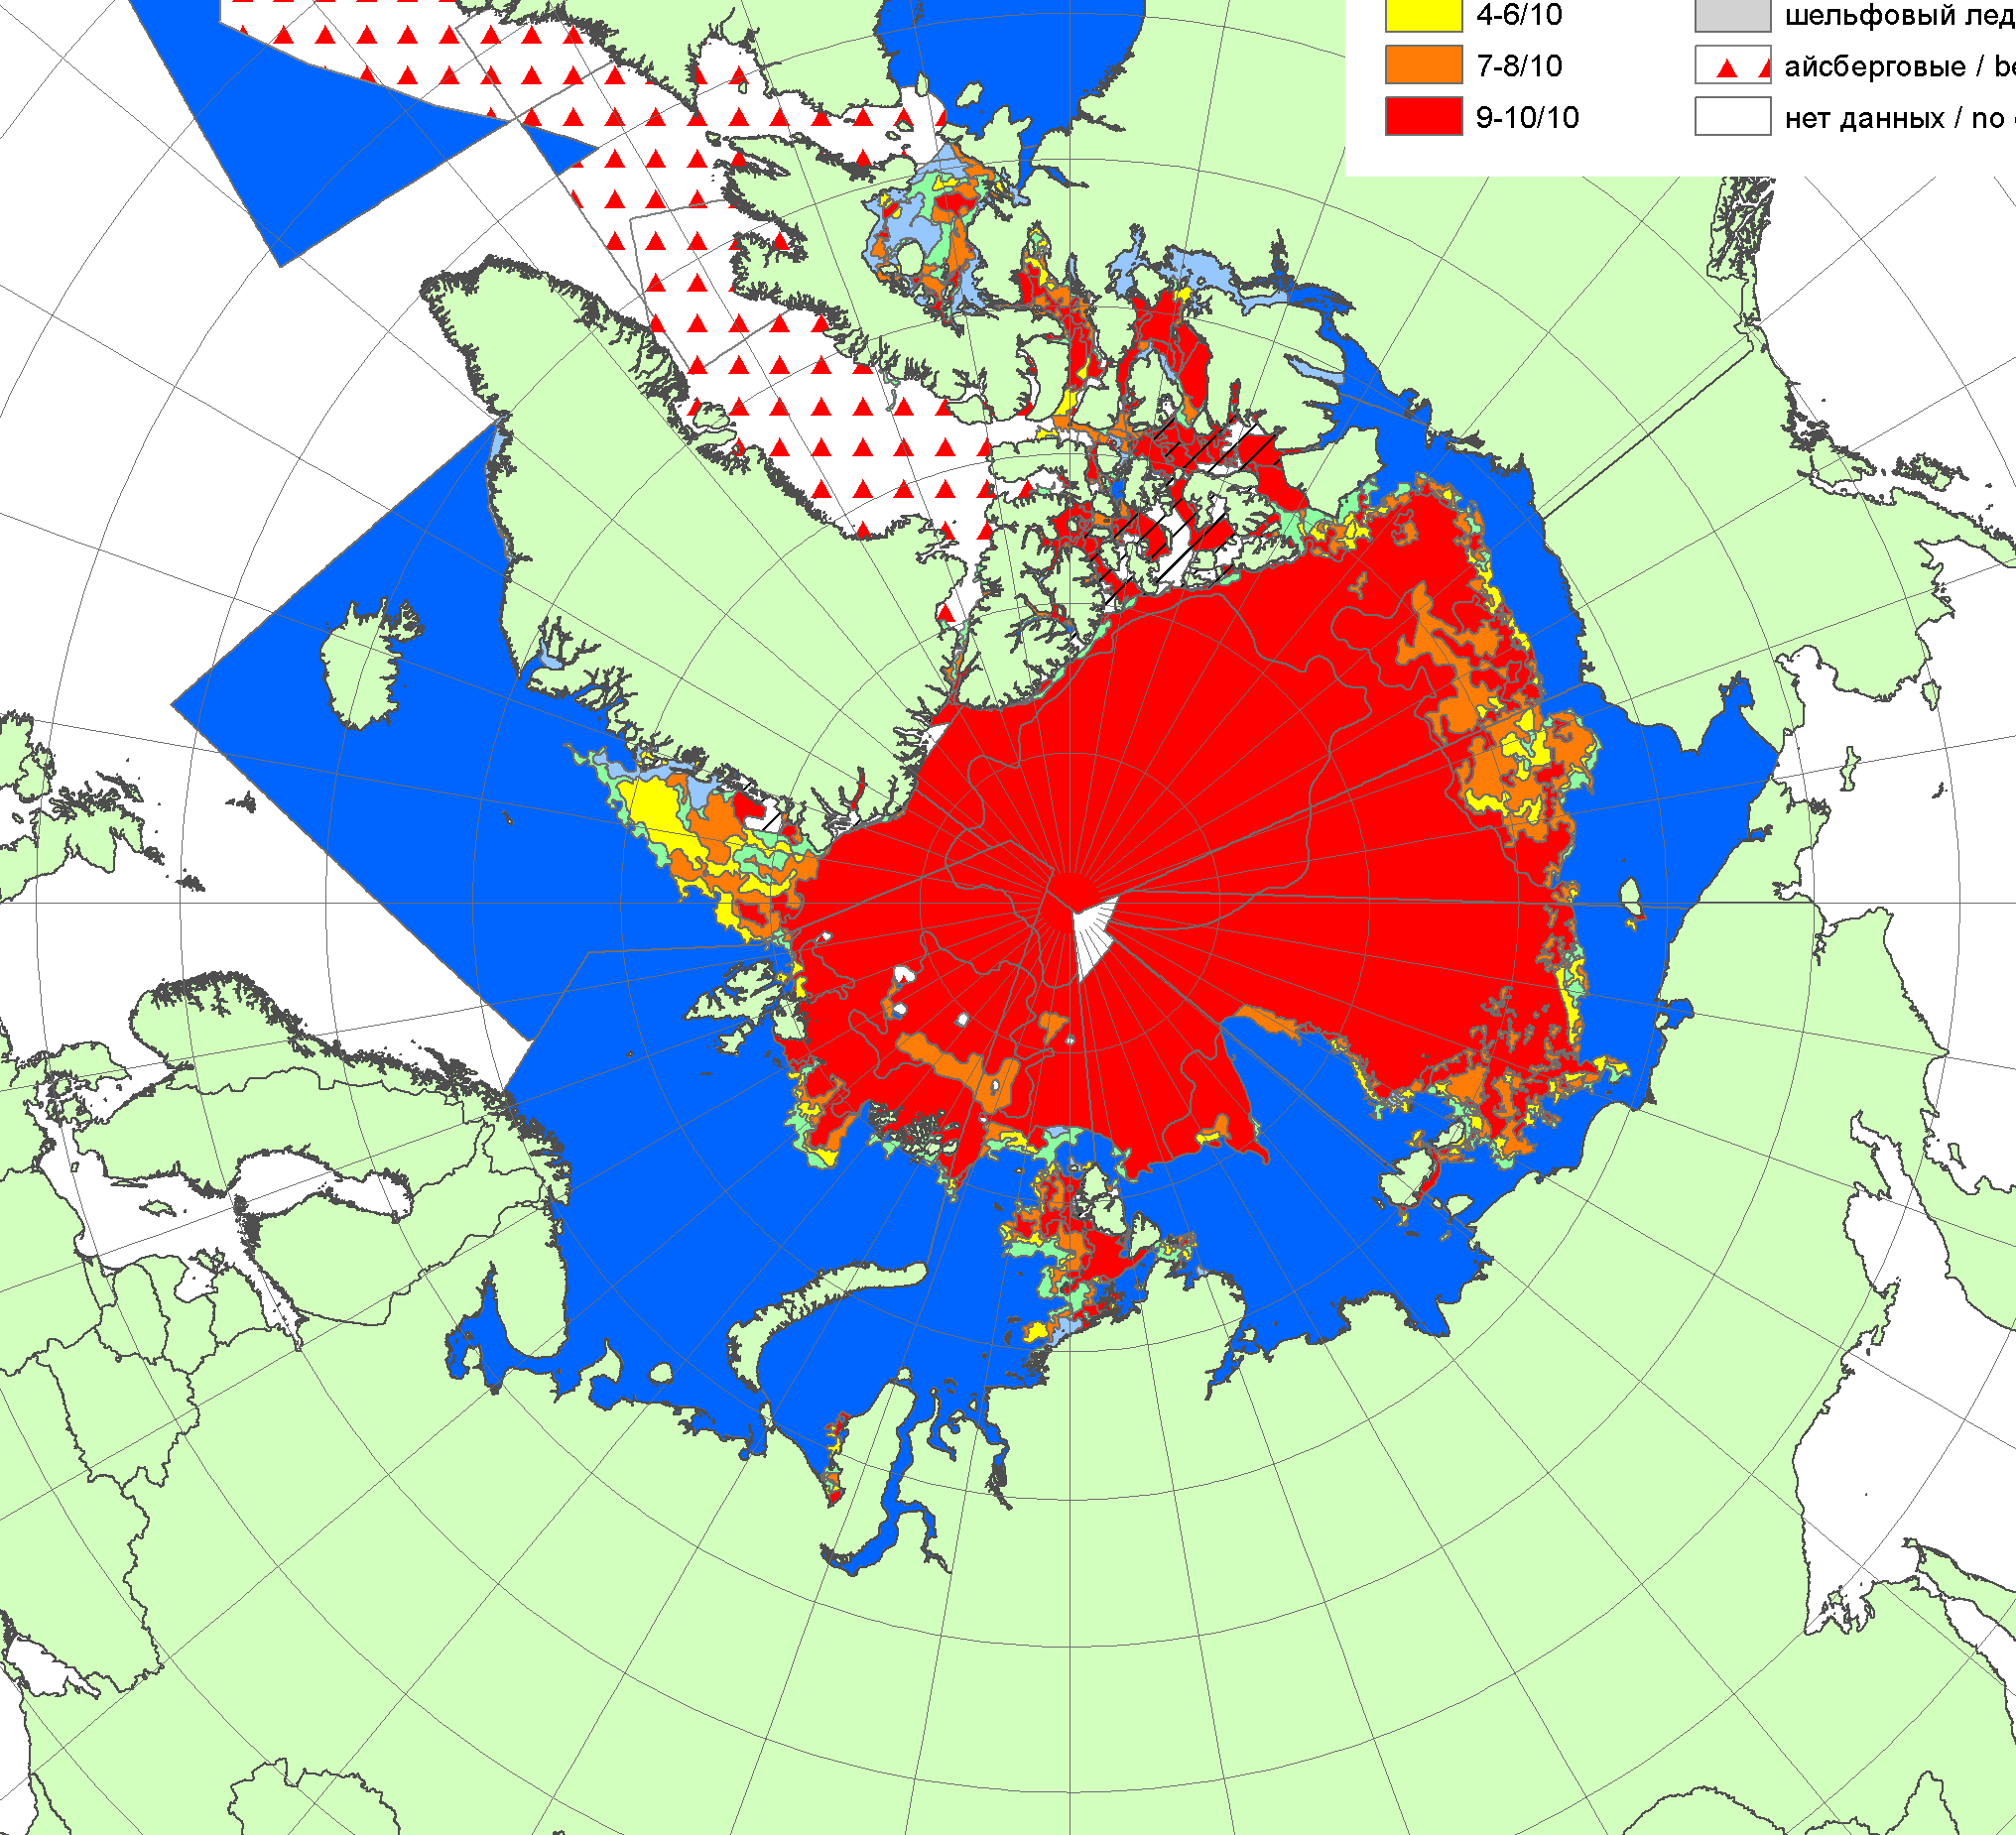 4-6/10
шельфовый лед
7-8/10
айсберговые /
9-10/10
нет данных / no